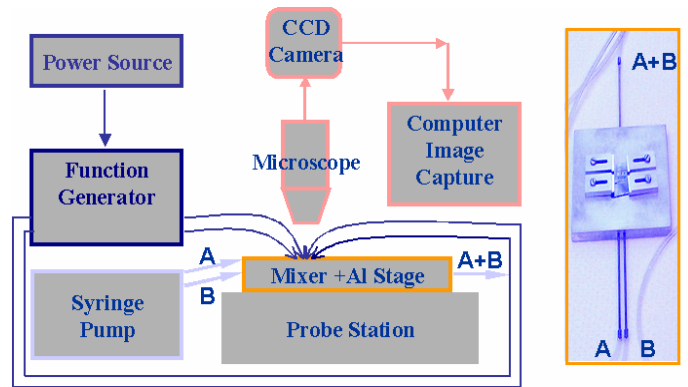 Power Source
Function
Generator
CCD
Camera
Microscope
Computer
Image
Capture
A
B
Mixer +Al Stage
A+B
Syringe
Pump
Probe Station
A+B
A
B